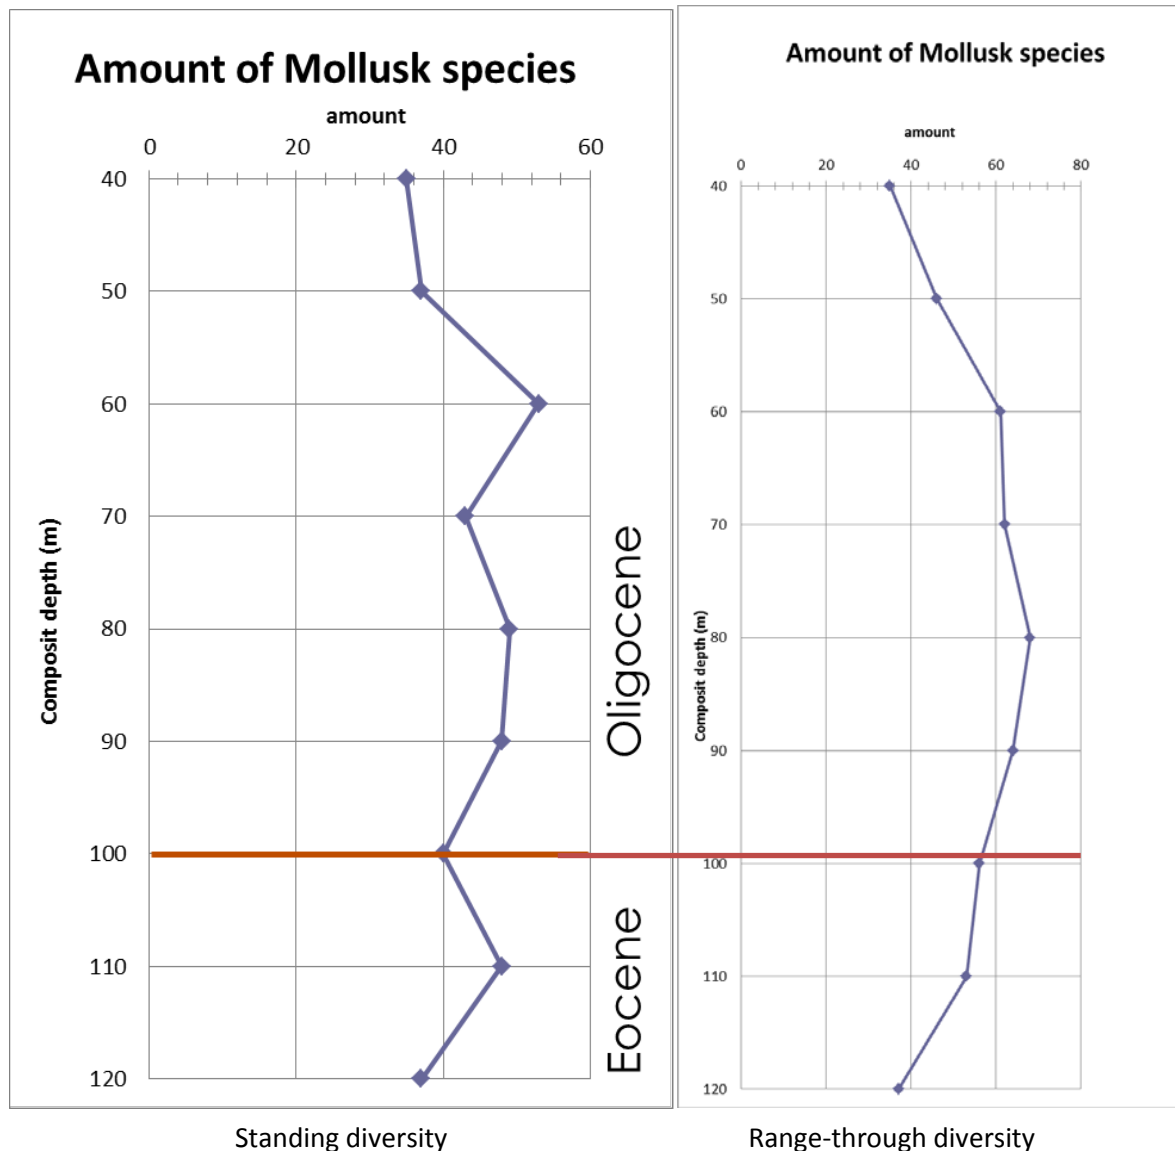 Amount of Mollusk species
amount
0 20 40 60
40
50
60
70
80
90
100
110
120
Composit depth (m)
Oligocene
Eocene
Standing diversity
Amount of Mollusk species
amount
0 20 40 60 80
40
50
60
70
80
90
100
110
120
Composit depth (m)
Range-through diversity